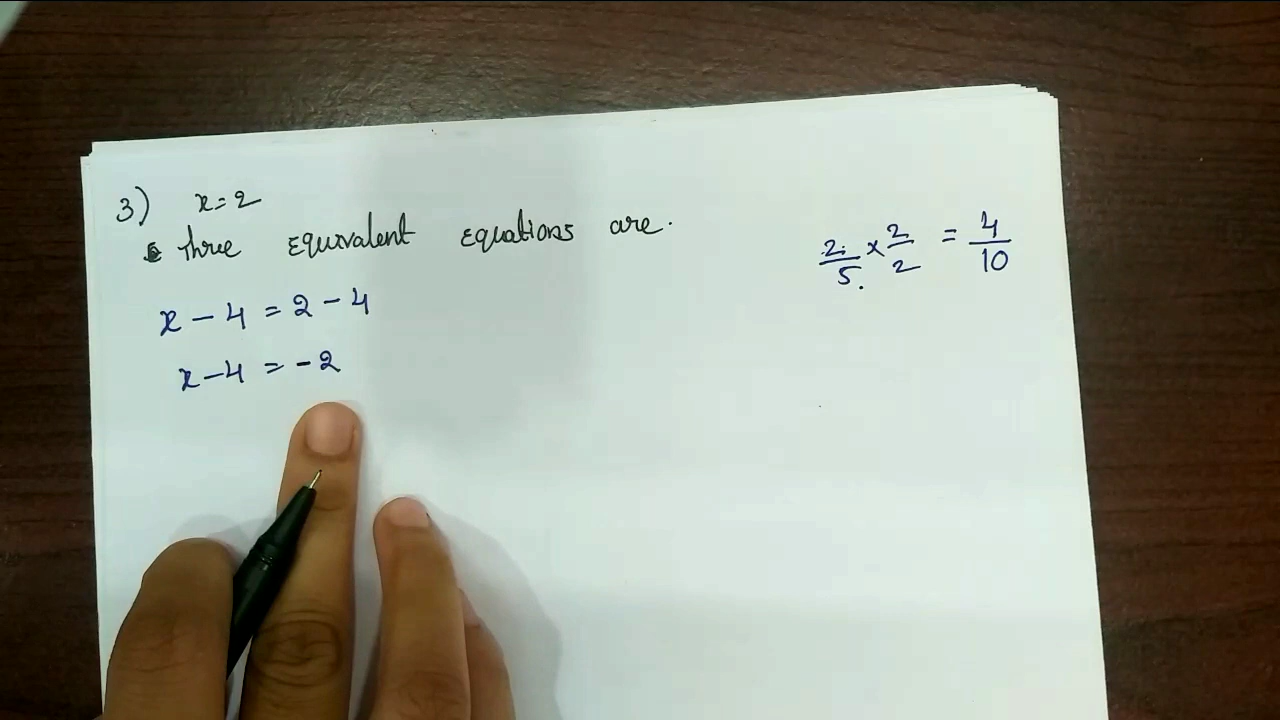 3) x = 2
three equivalent equations are.
x - 4 = 2 - 4
x - 4 = -2
2/5 × 2/2 = 4/10